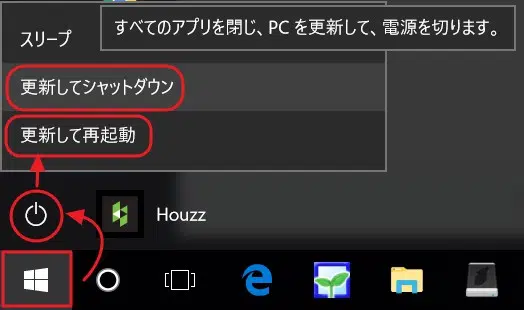 すべてのアプリを閉じ、PC を更新して、電源を切ります。
スリープ
更新してシャットダウン
更新して再起動
Houzz